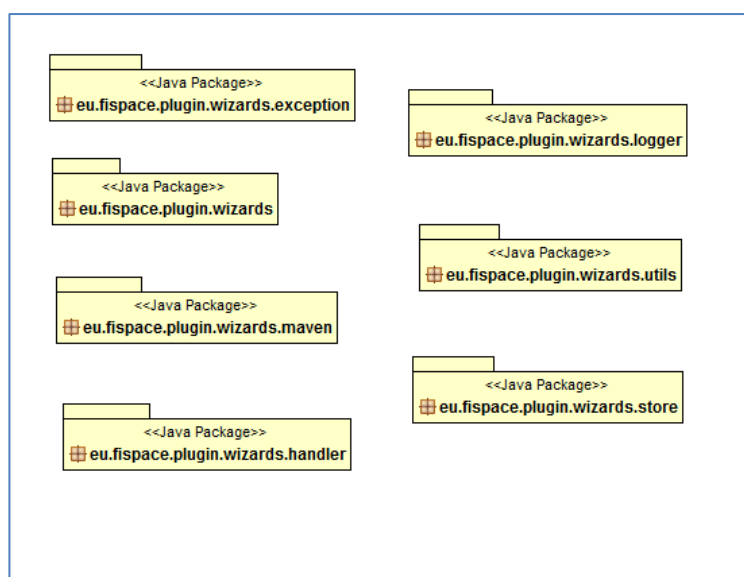 <<Java Package>>
eu.fispace.plugin.wizards.exception
<<Java Package>>
eu.fispace.plugin.wizards
<<Java Package>>
eu.fispace.plugin.wizards.maven
<<Java Package>>
eu.fispace.plugin.wizards.handler
<<Java Package>>
eu.fispace.plugin.wizards.logger
<<Java Package>>
eu.fispace.plugin.wizards.utils
<<Java Package>>
eu.fispace.plugin.wizards.store